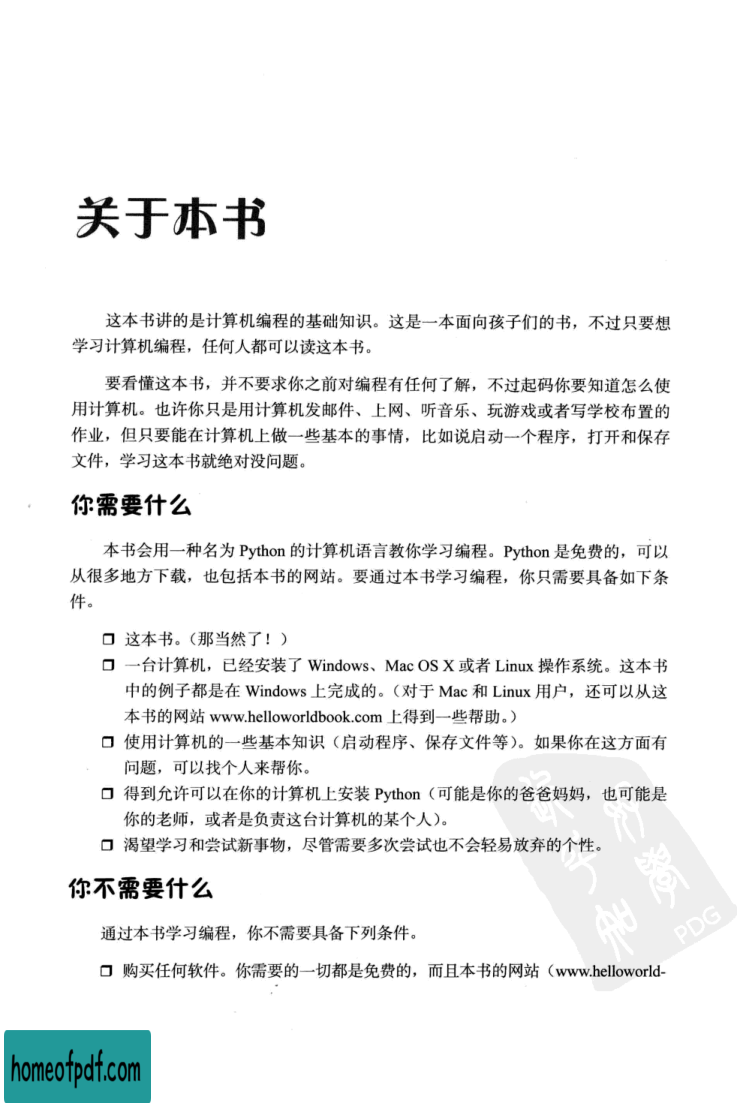 关于本书
这本书讲的是计算机编程的基础知识。这是一本面向孩子们的书，不过只要想
学习计算机编程，任何人都可以读这本书。
要看懂这本书，并不要求你之前对编程有任何了解，不过起码你要知道怎么使
用计算机。也许你只是用计算机发邮件、上网、听音乐、玩游戏或者写学校布置的
作业，但只要能在计算机上做一些基本的事情，比如说启动一个程序，打开和保存
文件，学习这本书就绝对没问题。
你需要什么
本书会用一种名为 Python 的计算机语言教你学习编程。Python 是免费的，可以
从很多地方下载，也包括本书的网站。要通过本书学习编程，你只需要具备如下条
件。
❒ 这本书。（那当然了！）
❒ 一台计算机，已经安装了 Windows、Mac OS X 或者 Linux 操作系统。这本书
中的例子都是在 Windows 上完成的。（对于 Mac 和 Linux 用户，还可以从这
本书的网站 www.helloworldbook.com 上得到一些帮助。）
❒ 使用计算机的一些基本知识（启动程序、保存文件等）。如果你在这方面有
问题，可以找个人来帮你。
❒ 得到允许可以在你的计算机上安装 Python（可能是你的爸爸妈妈，也可能是
你的老师，或者是负责这台计算机的某个人）。
❒ 渴望学习和尝试新事物，尽管需要多次尝试也不会轻易放弃的个性。
你不需要什么
通过本书学习编程，你不需要具备下列条件。
❒ 购买任何软件。你需要的一切都是免费的，而且本书的网站（www.helloworld-
PDG
homeofpdf.com